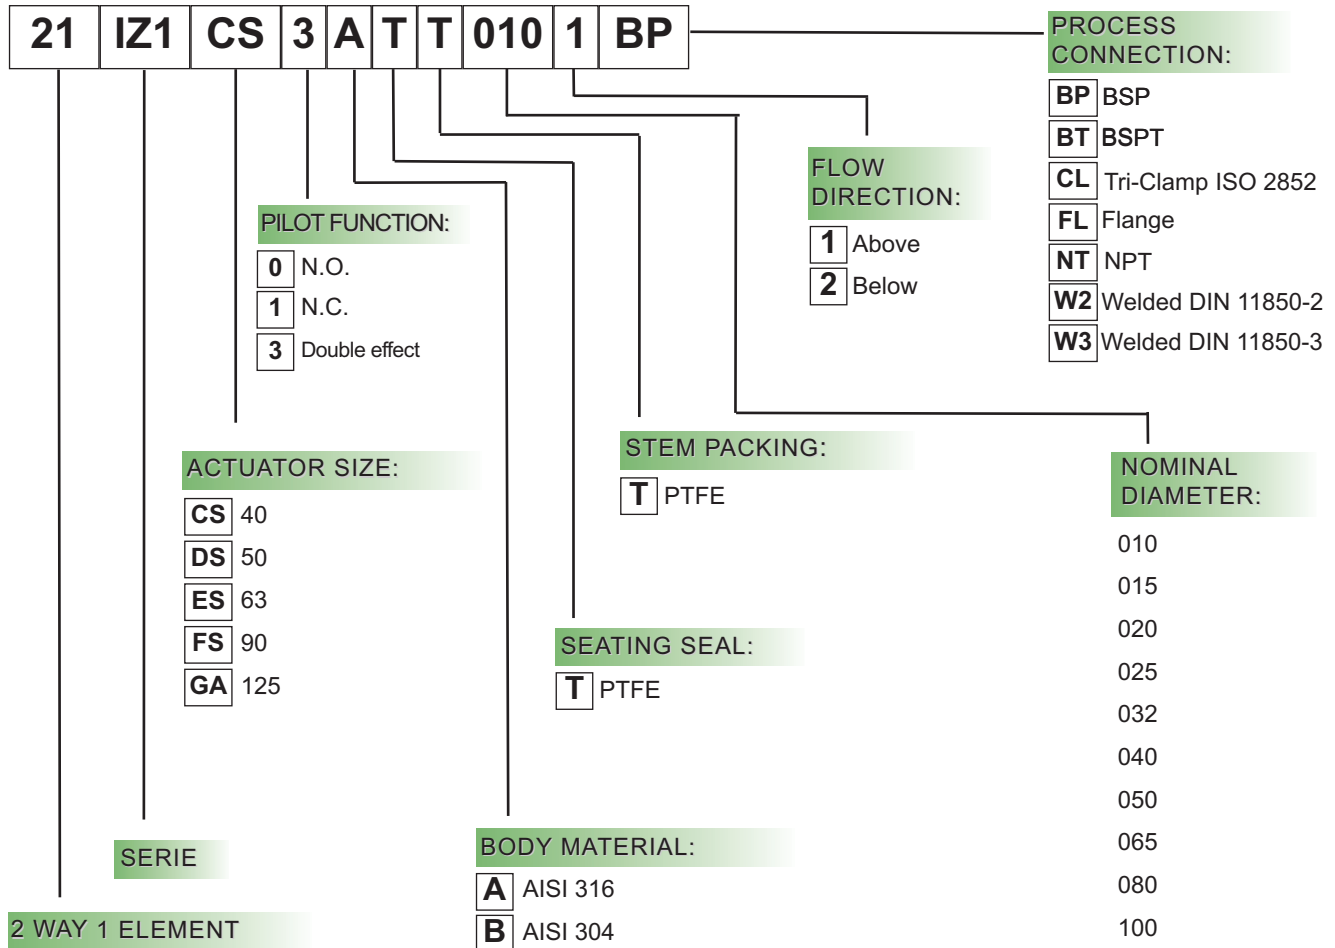 21 IZ1 CS 3 A T T 010 1 BP
PROCESS
CONNECTION:
BP BSP
BT BSPT
CL Tri-Clamp ISO 2852
FL Flange
NT NPT
W2 Welded DIN 11850-2
W3 Welded DIN 11850-3
FLOW
DIRECTION:
1 Above
2 Below
PILOT FUNCTION:
0 N.O.
1 N.C.
3 Double effect
ACTUATOR SIZE:
CS 40
DS 50
ES 63
FS 90
GA 125
STEM PACKING:
T PTFE
NOMINAL
DIAMETER:
010
015
020
025
032
040
050
065
080
100
SEATING SEAL:
T PTFE
SERIE
BODY MATERIAL:
A AISI 316
B AISI 304
2 WAY 1 ELEMENT